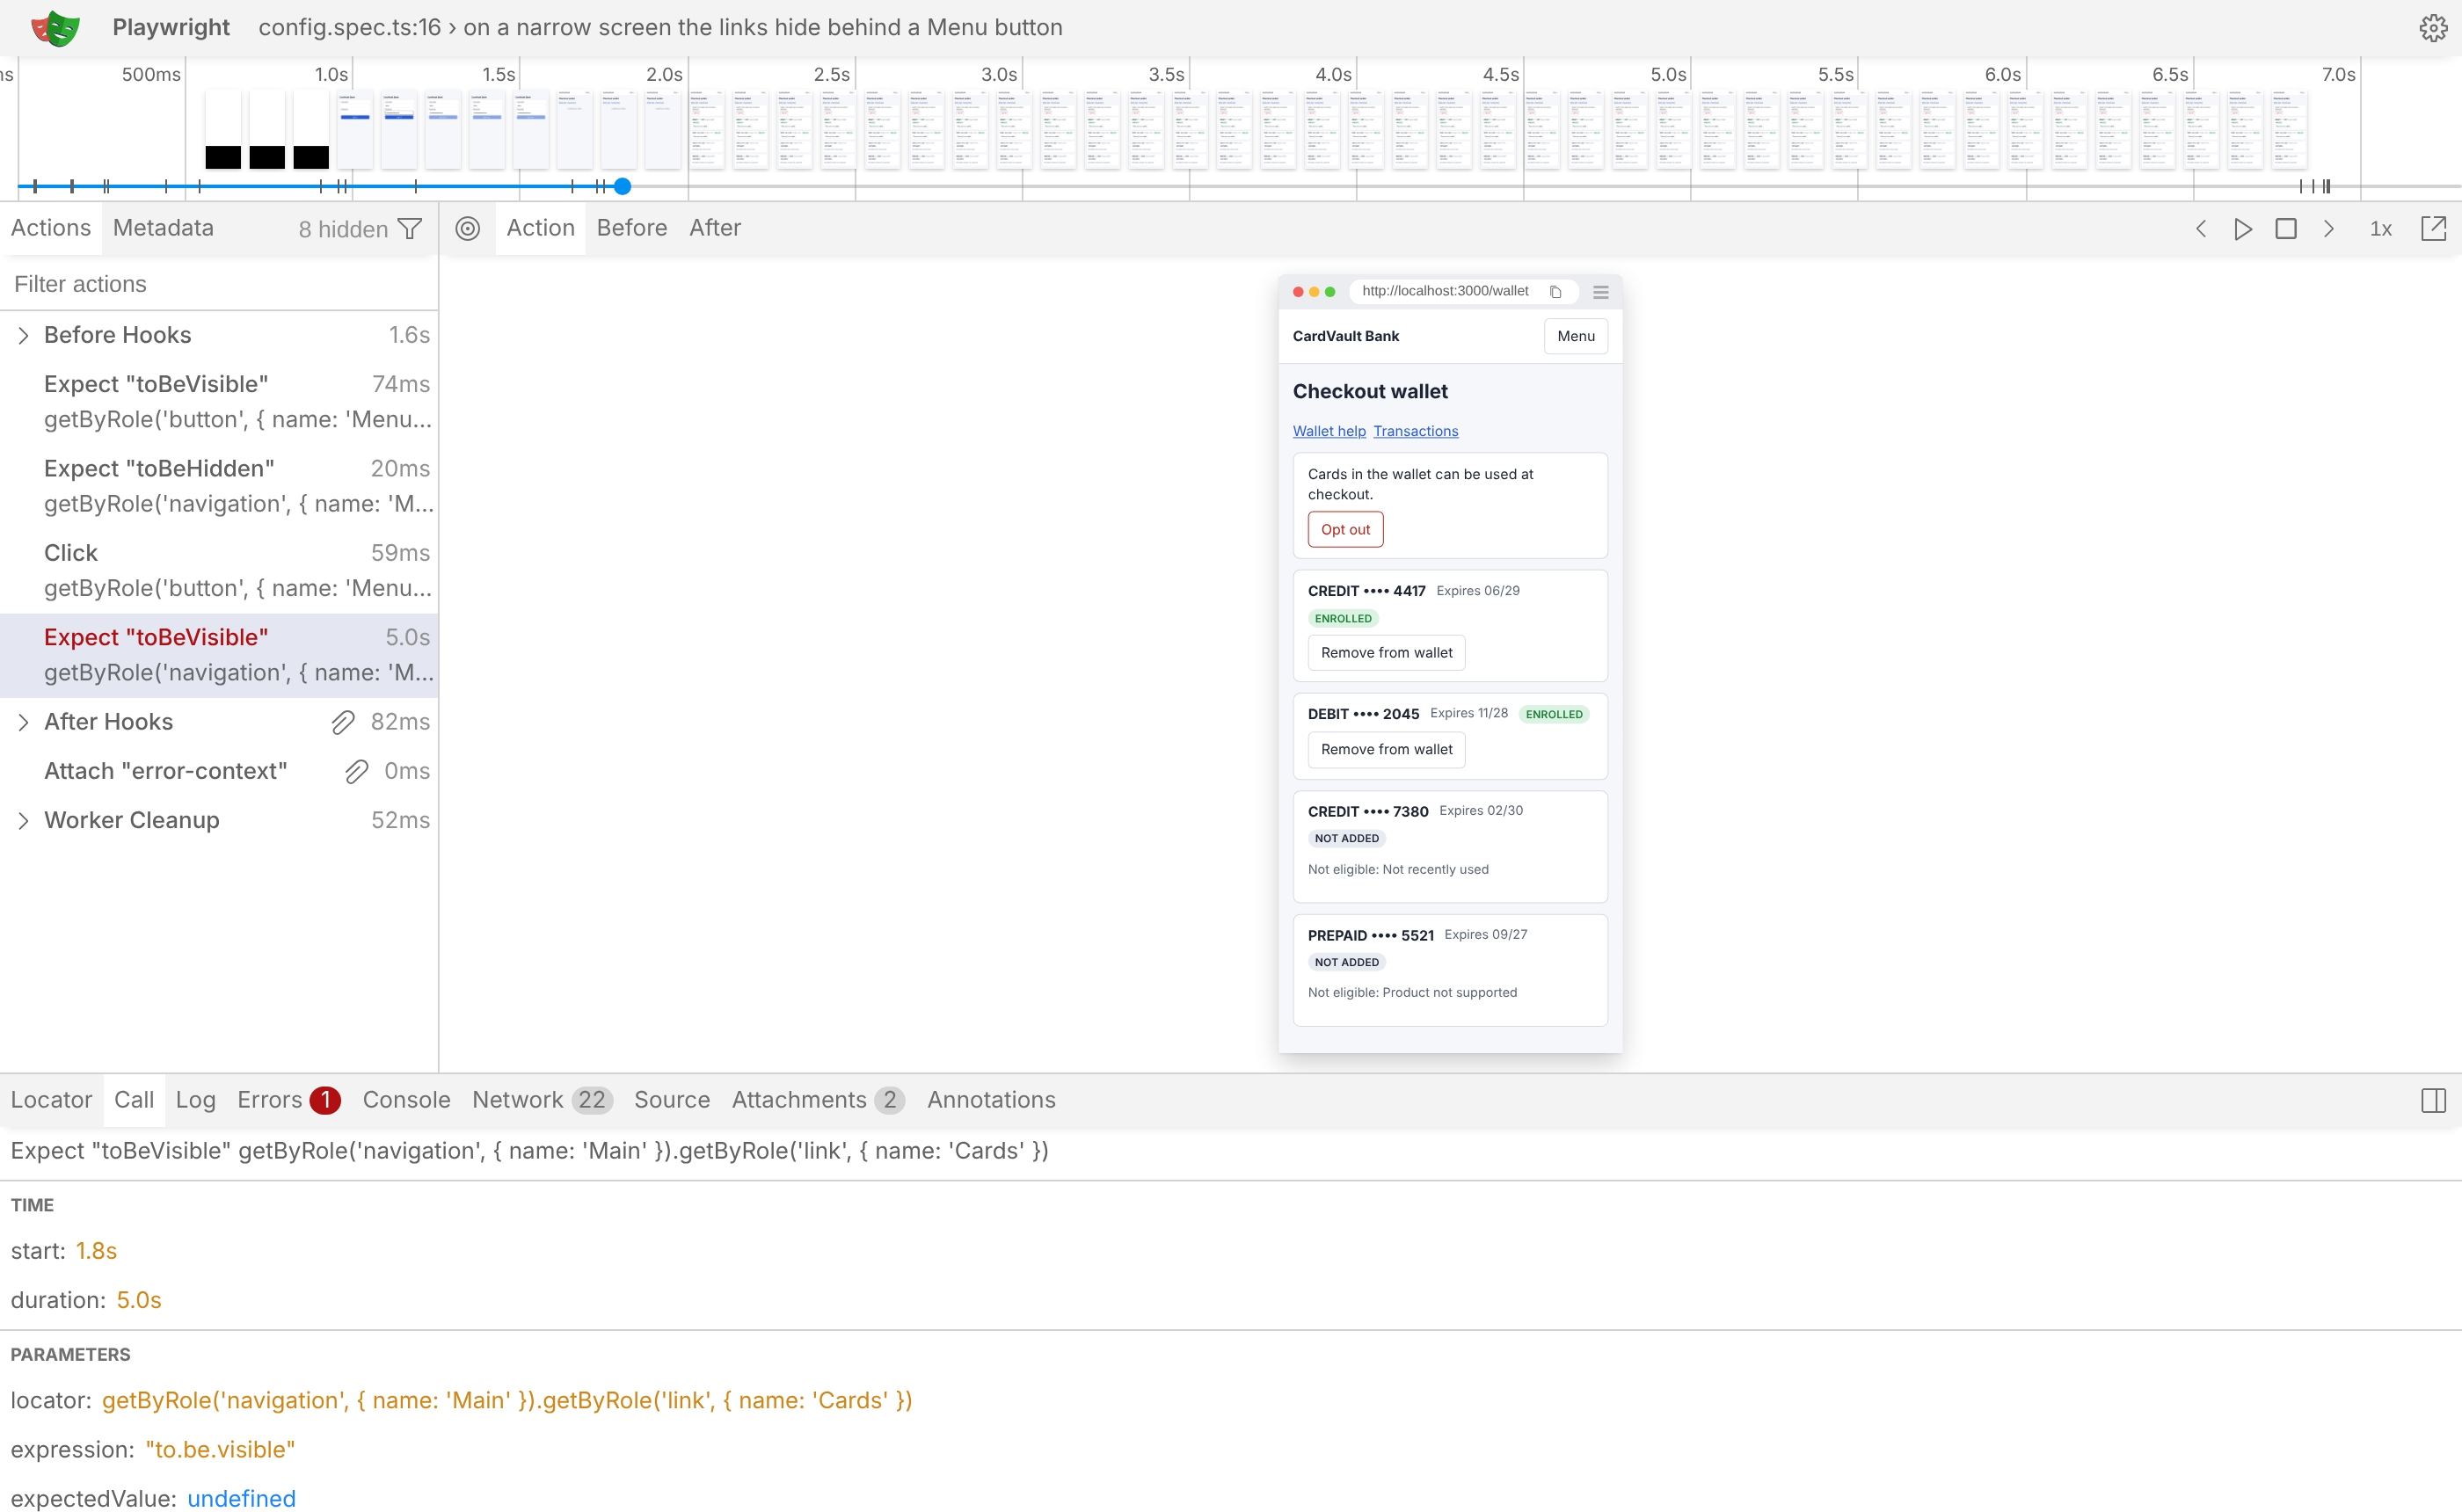 Playwright config.spec.ts:16 › on a narrow screen the links hide behind a Menu button
500ms 1.0s 1.5s 2.0s 2.5s 3.0s 3.5s 4.0s 4.5s 5.0s 5.5s 6.0s 6.5s 7.0s
Actions Metadata 8 hidden
Action Before After 1x
Filter actions
Before Hooks 1.6s
Expect "toBeVisible" 74ms
getByRole('button', { name: 'Menu...
Expect "toBeHidden" 20ms
getByRole('navigation', { name: 'M...
Click 59ms
getByRole('button', { name: 'Menu...
Expect "toBeVisible" 5.0s
getByRole('navigation', { name: 'M...
After Hooks 82ms
Attach "error-context" 0ms
Worker Cleanup 52ms
http://localhost:3000/wallet
CardVault Bank Menu
Checkout wallet
Wallet help Transactions
Cards in the wallet can be used at
checkout.
Opt out
CREDIT •••• 4417 Expires 06/29
ENROLLED
Remove from wallet
DEBIT •••• 2045 Expires 11/28 ENROLLED
Remove from wallet
CREDIT •••• 7380 Expires 02/30
NOT ADDED
Not eligible: Not recently used
PREPAID •••• 5521 Expires 09/27
NOT ADDED
Not eligible: Product not supported
Locator Call Log Errors 1 Console Network 22 Source Attachments 2 Annotations
Expect "toBeVisible" getByRole('navigation', { name: 'Main' }).getByRole('link', { name: 'Cards' })
TIME
start: 1.8s
duration: 5.0s
PARAMETERS
locator: getByRole('navigation', { name: 'Main' }).getByRole('link', { name: 'Cards' })
expression: "to.be.visible"
expectedValue: undefined